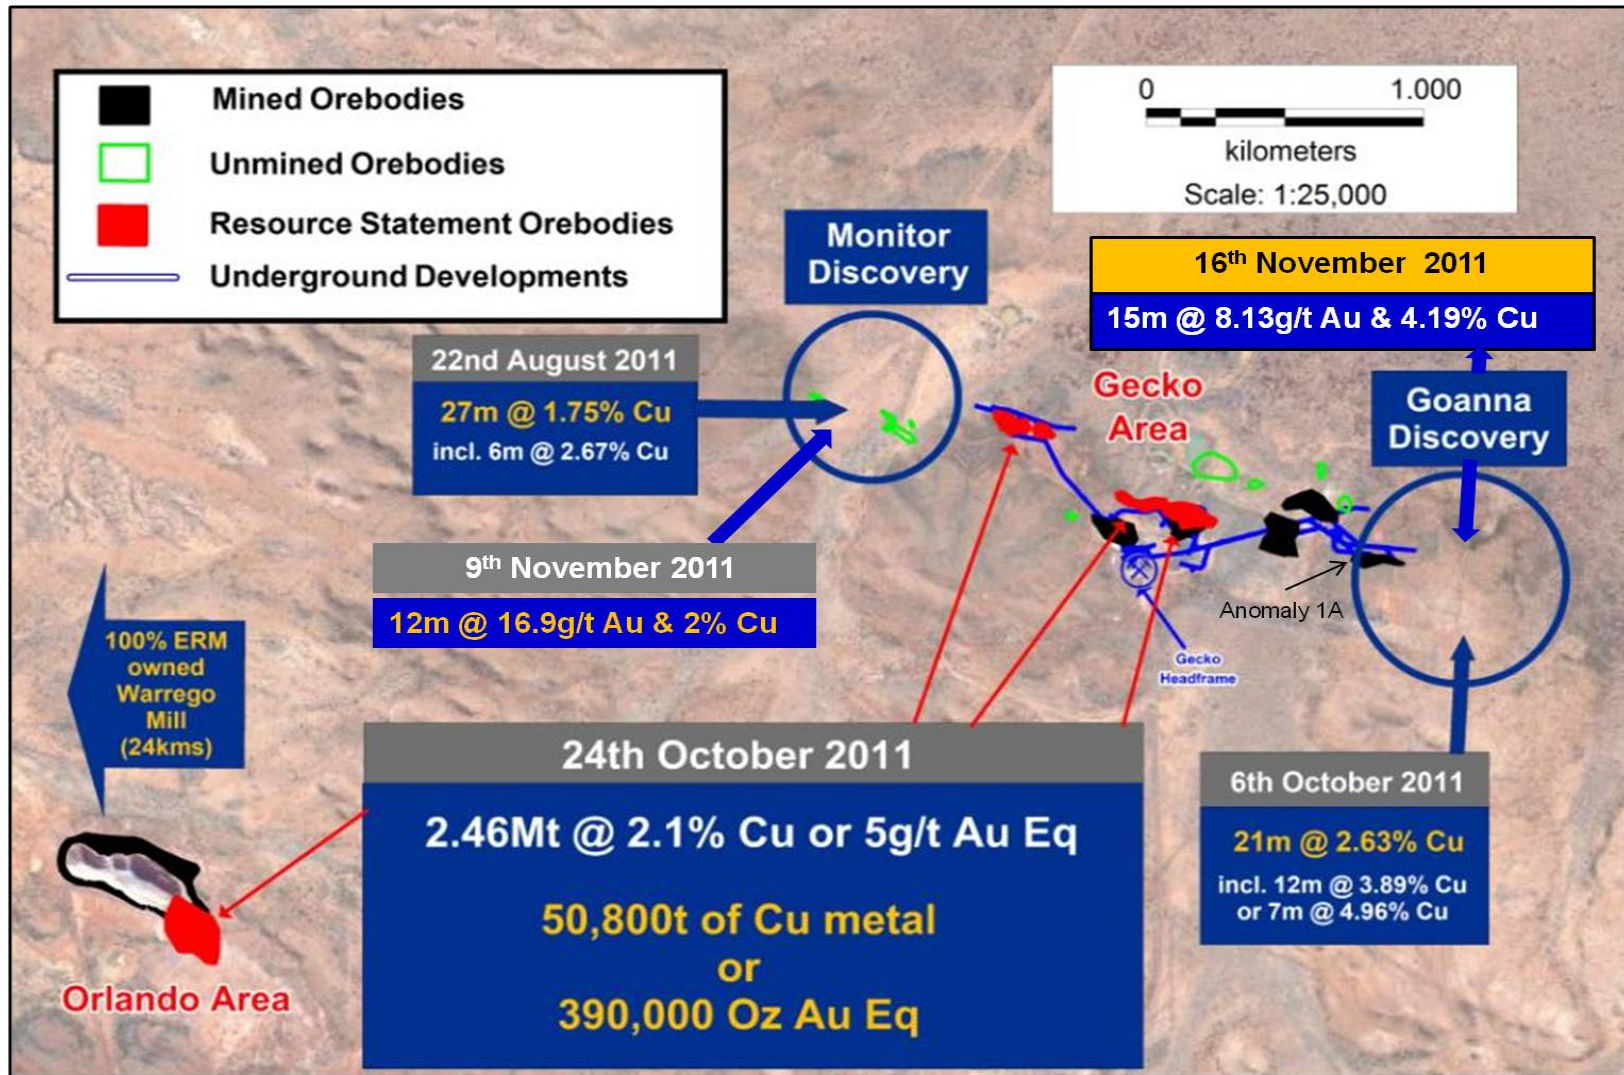 Mined Orebodies
Unmined Orebodies
Resource Statement Orebodies
Underground Developments
0 1.000
kilometers
Scale: 1:25,000
Monitor
Discovery
16th November 2011
15m @ 8.13g/t Au & 4.19% Cu
22nd August 2011
27m @ 1.75% Cu
incl. 6m @ 2.67% Cu
Gecko
Area
Goanna
Discovery
9th November 2011
12m @ 16.9g/t Au & 2% Cu
Anomaly 1A
Gecko
Headframe
100% ERM
owned
Warrego
Mill
(24kms)
24th October 2011
2.46Mt @ 2.1% Cu or 5g/t Au Eq
50,800t of Cu metal
or
390,000 Oz Au Eq
6th October 2011
21m @ 2.63% Cu
incl. 12m @ 3.89% Cu
or 7m @ 4.96% Cu
Orlando Area